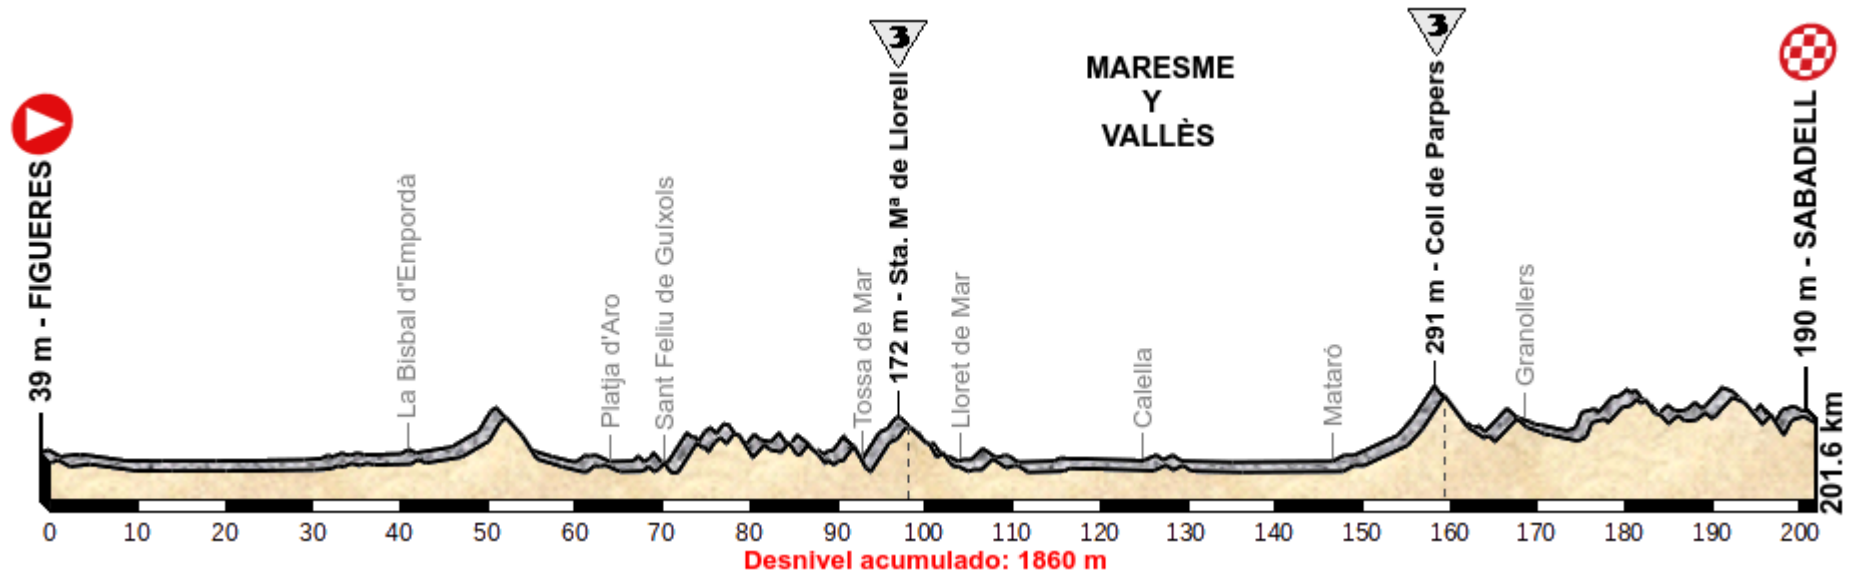 39 m - FIGUERES
La Bisbal d'Empordà
Platja d'Aro
Sant Feliu de Guíxols
Tossa de Mar
3
172 m - Sta. Mª de Llorell
Lloret de Mar
MARESME
Y
VALLÈS
Calella
Mataró
3
291 m - Coll de Parpers
Granollers
190 m - SABADELL
201.6 km
0 10 20 30 40 50 60 70 80 90 100 110 120 130 140 150 160 170 180 190 200
Desnivel acumulado: 1860 m